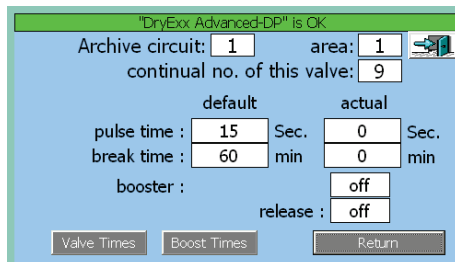 "DryExx Advanced-DP" is OK
Archive circuit: 1 area: 1
continual no. of this valve: 9
default actual
pulse time : 15 Sec. 0 Sec.
break time : 60 min 0 min
booster : off
release : off
Valve Times Boost Times Return